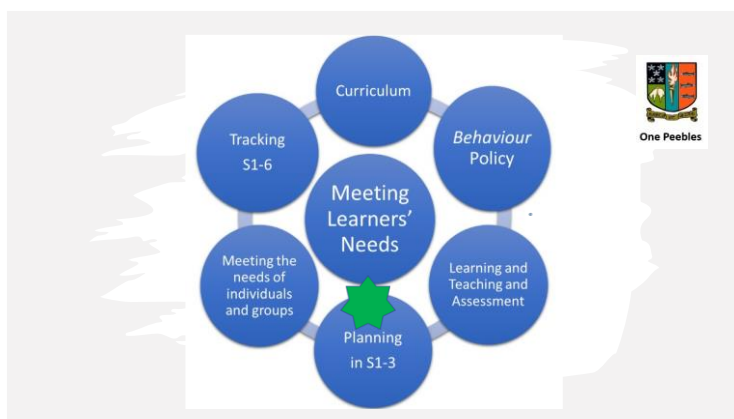 Curriculum
Behaviour
Policy
Learning and
Teaching and
Assessment
Planning
in S1-3
Meeting the
needs of
individuals
and groups
Tracking
S1-6
Meeting
Learners'
Needs
One Peebles